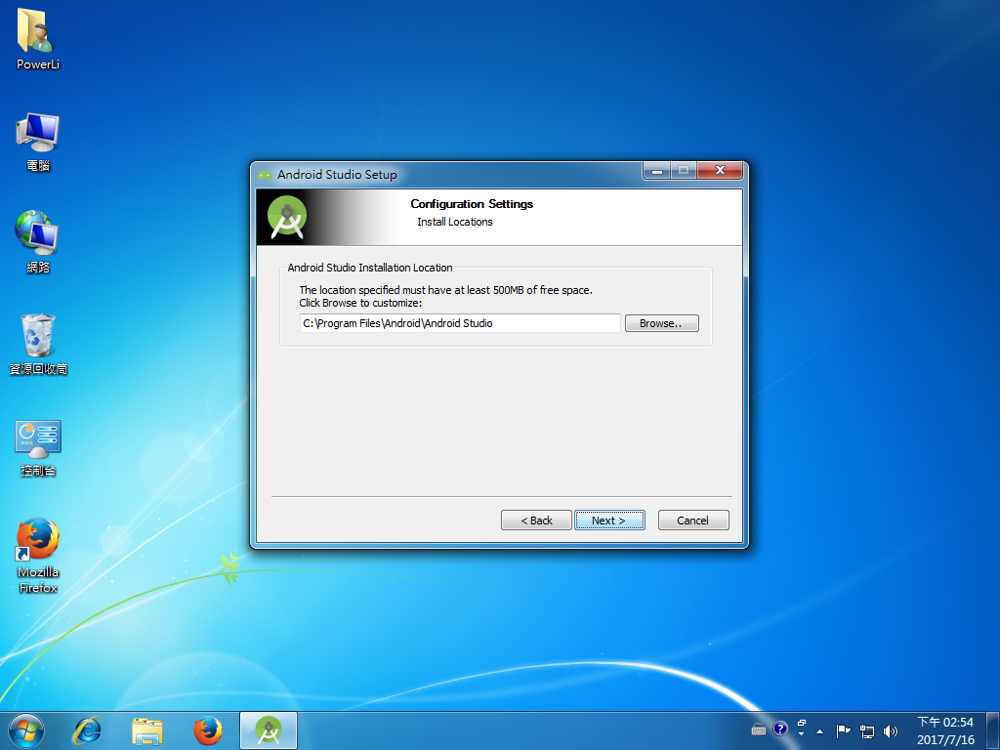 PowerLi
電腦
網路
資源回收筒
控制台
Mozilla
Firefox
Android Studio Setup
Configuration Settings
Install Locations
Android Studio Installation Location
The location specified must have at least 500MB of free space.
Click Browse to customize:
C:\Program Files\Android\Android Studio
Browse..
< Back
Next >
Cancel
下午 02:54
2017/7/16